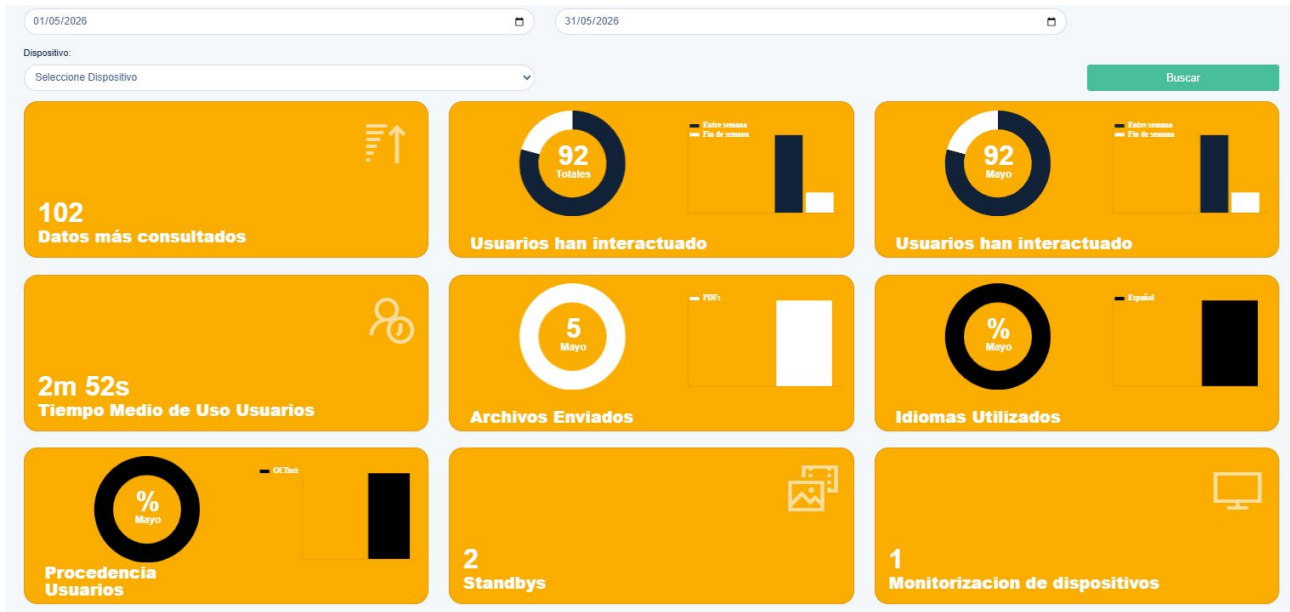 01/05/2026
31/05/2026
Dispositivo:
Seleccione Dispositivo
Buscar
102
Datos más consultados
92
Totales
Entre semana
Fin de semana
Usuarios han interactuado
92
Mayo
Entre semana
Fin de semana
Usuarios han interactuado
2m 52s
Tiempo Medio de Uso Usuarios
5
Mayo
PDFs
Archivos Enviados
%
Mayo
Español
Idiomas Utilizados
%
Mayo
Procedencia
Usuarios
2
Standbys
1
Monitorizacion de dispositivos